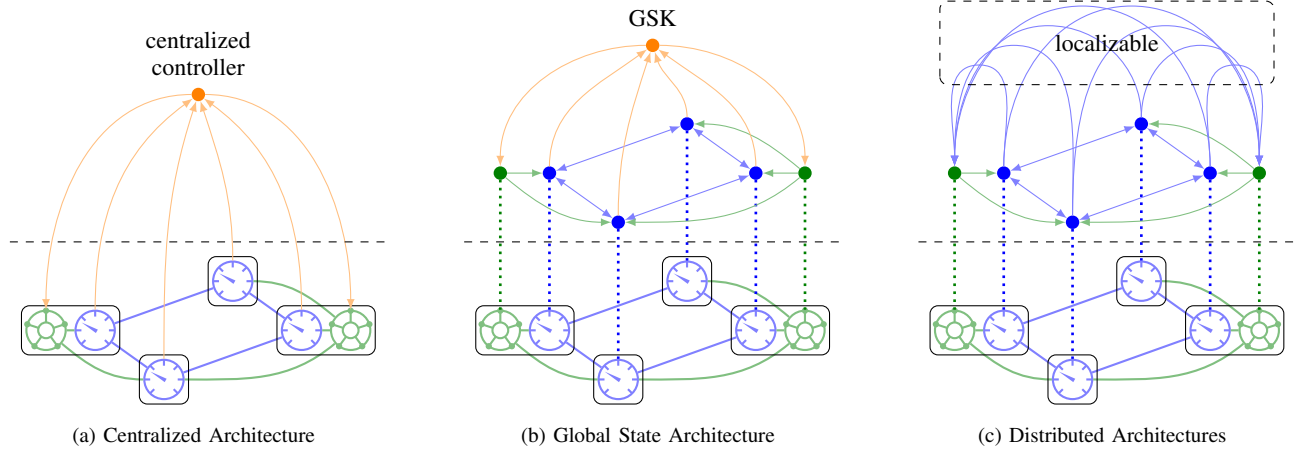 centralized
controller
GSK
localizable
(a) Centralized Architecture
(b) Global State Architecture
(c) Distributed Architectures